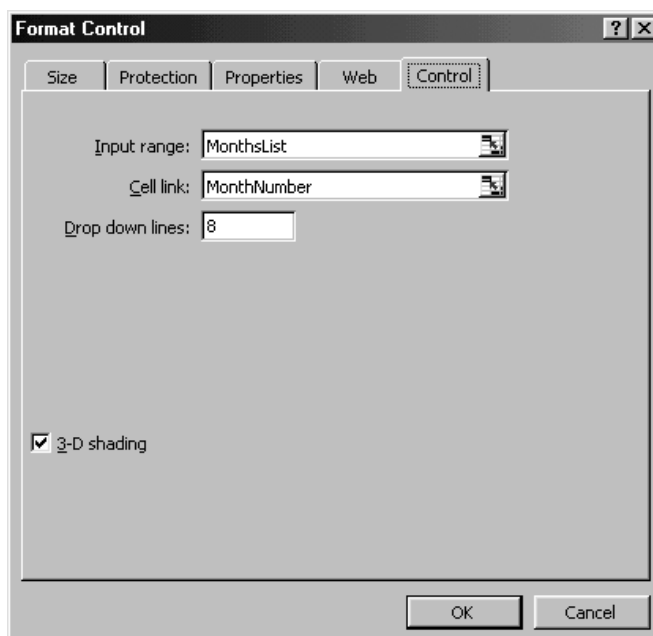 Format Control
Size Protection Properties Web Control
Input range: MonthsList
Cell link: MonthNumber
Drop down lines: 8
3-D shading
OK Cancel